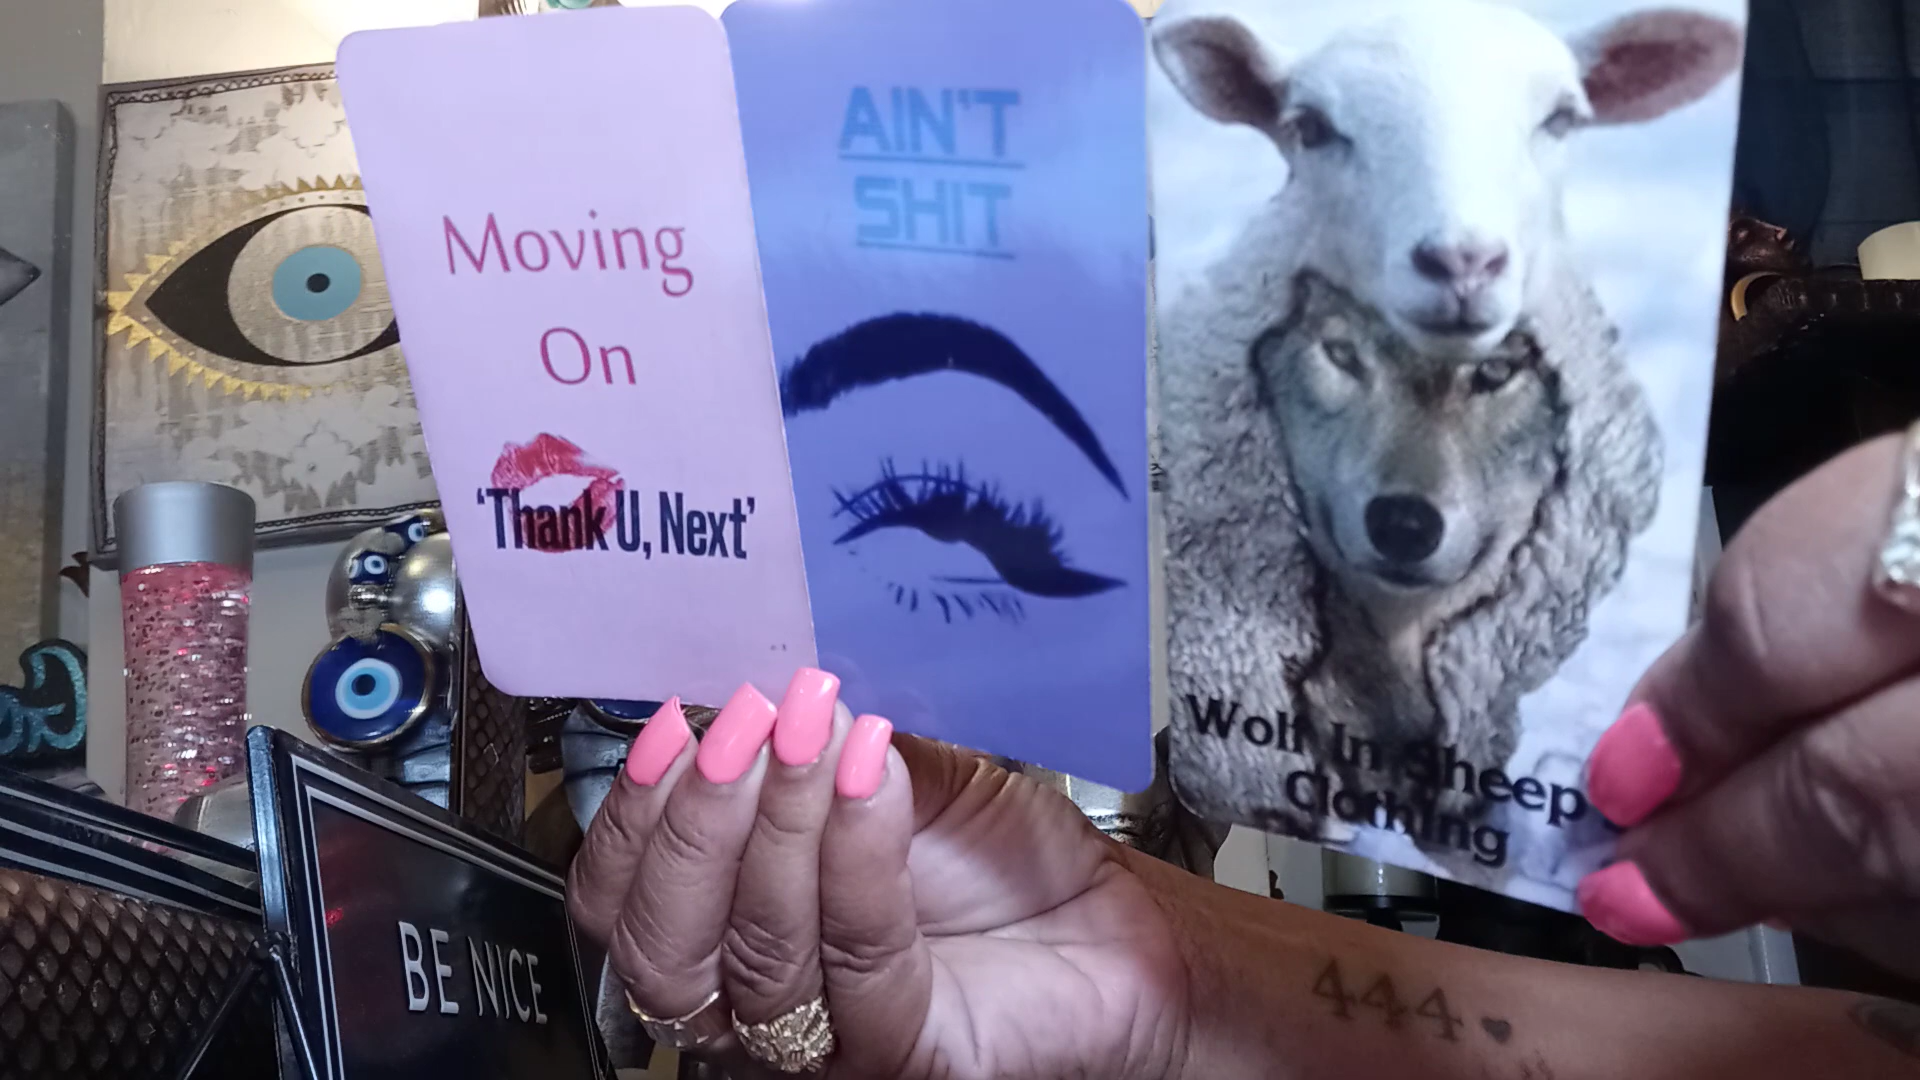 Moving
On
'Thank U, Next'
AIN'T
SHIT
Wolf In Sheep
Clothing
BE NICE
444